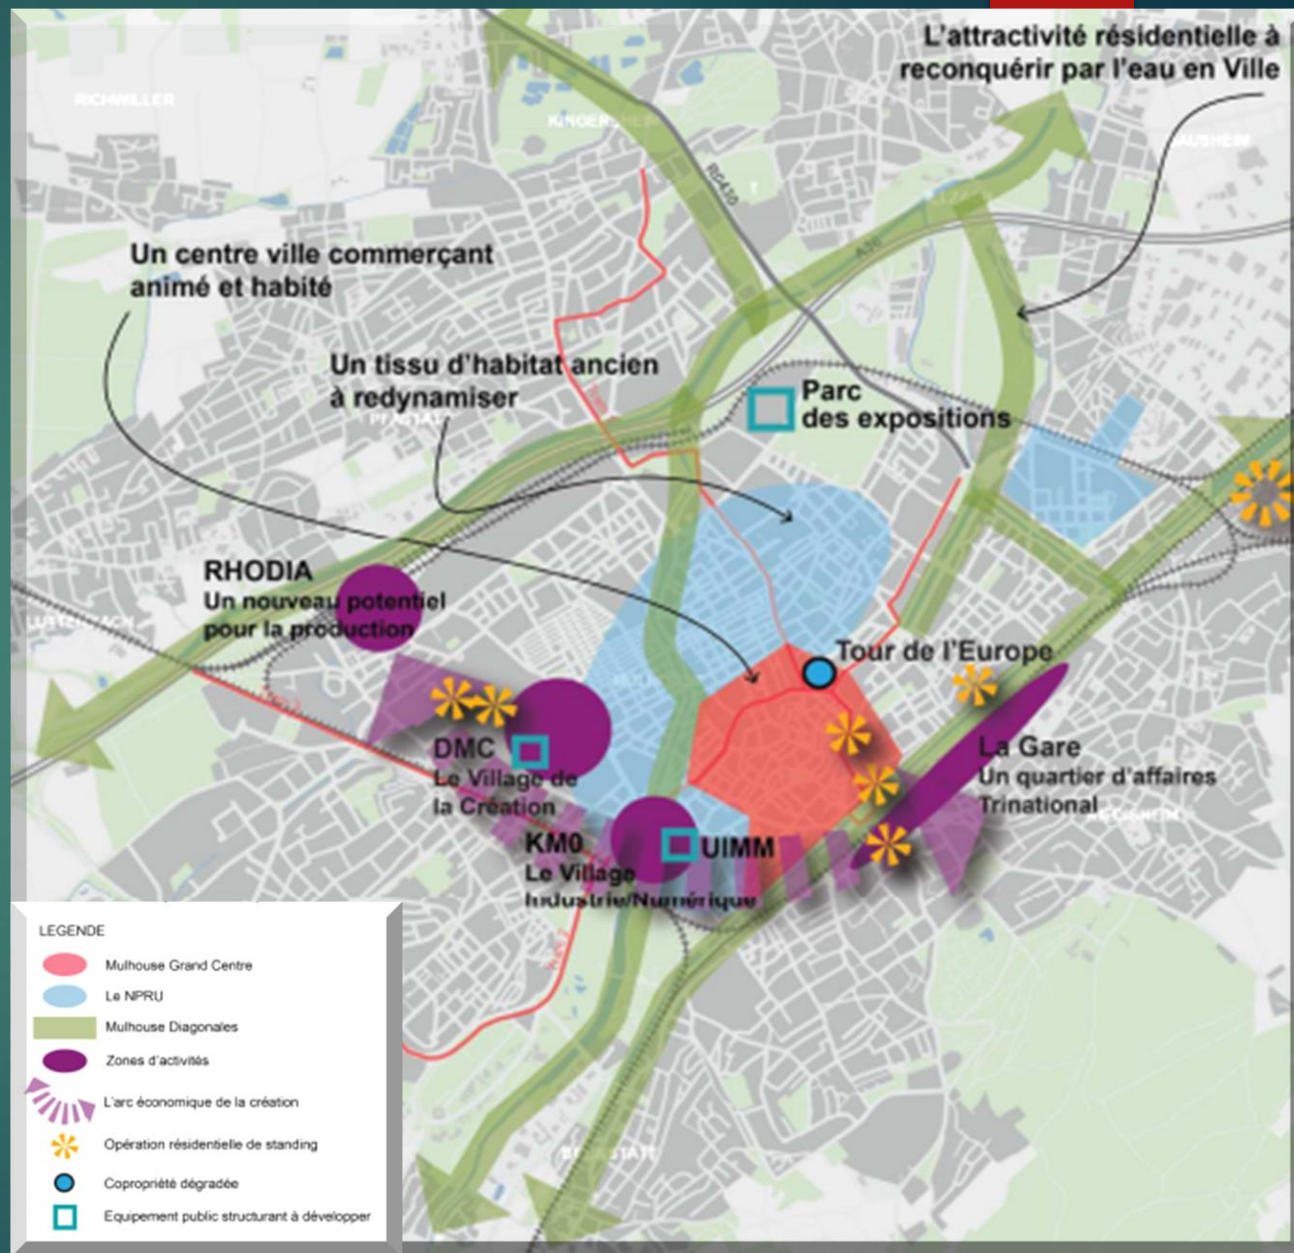 L'attractivité résidentielle à
reconquérir par l'eau en Ville
RICHWILLER
RD430
A36
Un centre ville commerçant
animé et habité
Un tissu d'habitat ancien
à redynamiser
Parc
des expositions
RHODIA
Un nouveau potentiel
pour la production
Tour de l'Europe
DMC
Le Village de
la Création
La Gare
Un quartier d'affaires
Trinational
KM0
UIMM
Le Village
Industrie/Numérique
LEGENDE
Mulhouse Grand Centre
Le NPRU
Mulhouse Diagonales
Zones d'activités
L'arc économique de la création
Opération résidentielle de standing
Copropriété dégradée
Equipement public structurant à développer